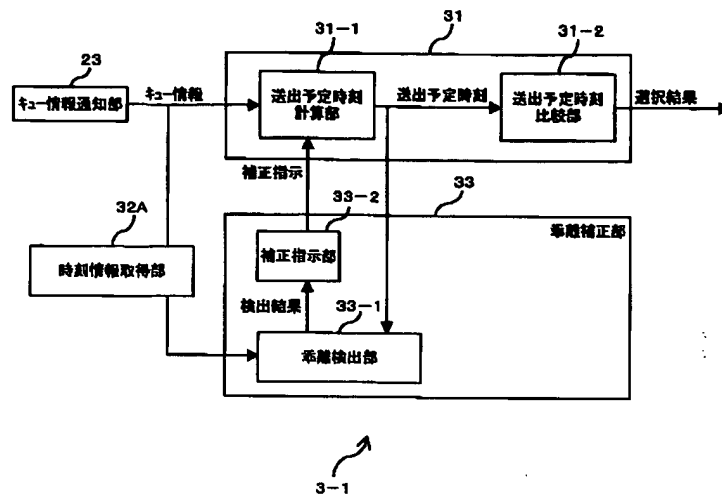 31-1
31
31-2
23
キュー情報通知部
キュー情報
送出予定時刻
計算部
送出予定時刻
送出予定時刻
比較部
選択結果
補正指示
33-2
33
32A
補正指示部
乖離補正部
時刻情報取得部
検出結果
33-1
乖離検出部
3-1